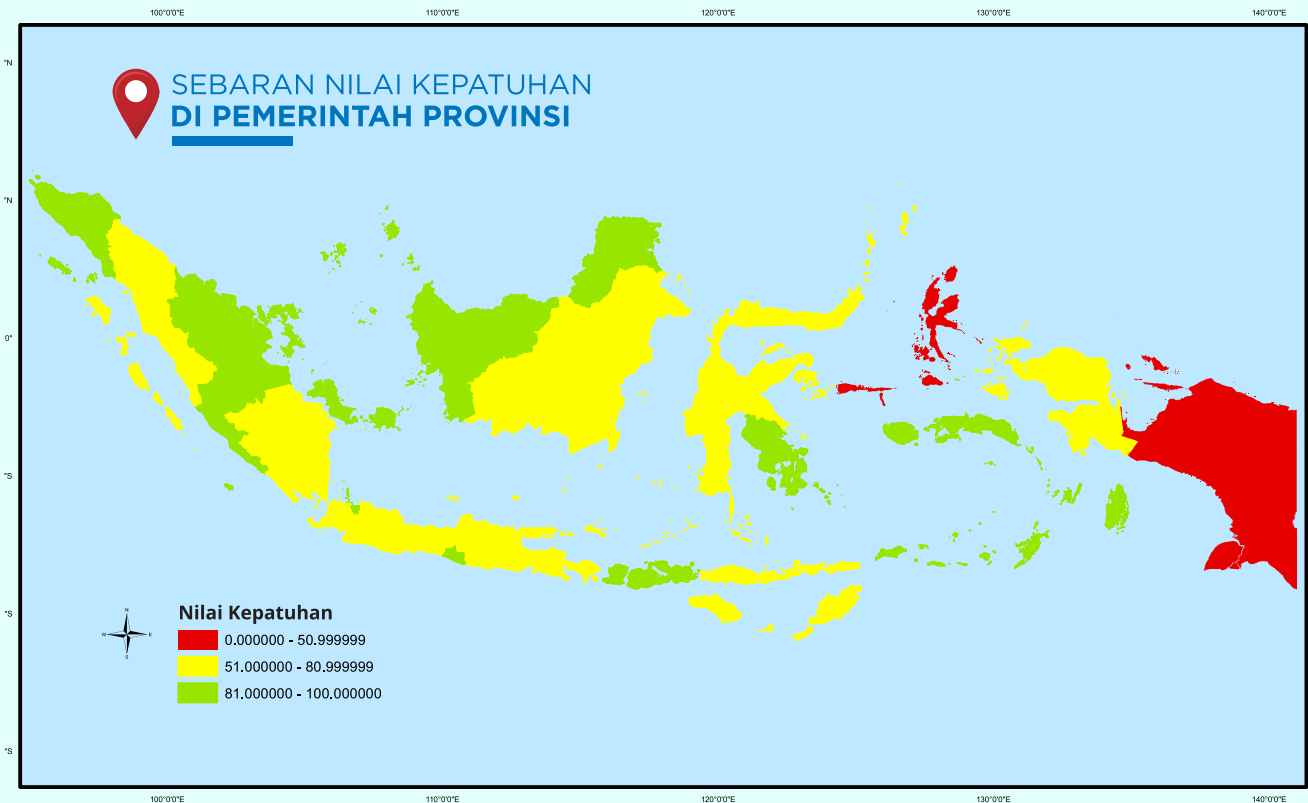 100°0'0"E 110°0'0"E 120°0'0"E 130°0'0"E 140°0'0"E
°N
SEBARAN NILAI KEPATUHAN
DI PEMERINTAH PROVINSI
°N
0°
°S
°S
N
W E
S
Nilai Kepatuhan
0.000000 - 50.999999
51.000000 - 80.999999
81.000000 - 100.000000
°S
100°0'0"E 110°0'0"E 120°0'0"E 130°0'0"E 140°0'0"E